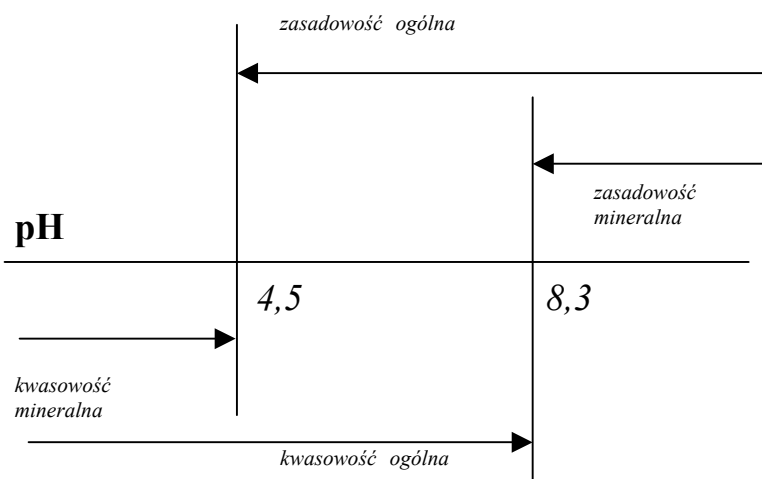 zasadowość ogólna
zasadowość
mineralna
pH
4,5
8,3
kwasowość
mineralna
kwasowość ogólna